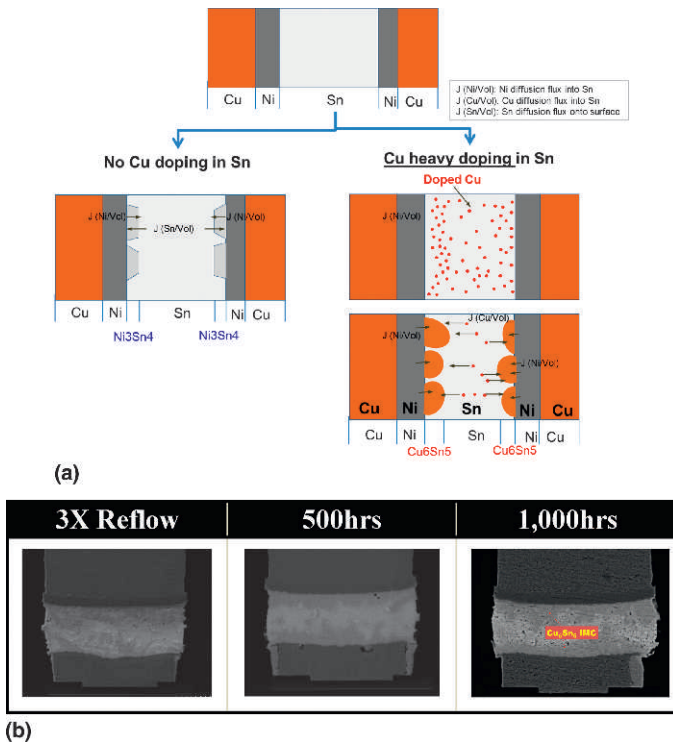 Cu
Ni
Sn
Ni
Cu
J (Ni/Vol): Ni diffusion flux into Sn
J (Cu/Vol): Cu diffusion flux into Sn
J (Sn/Vol): Sn diffusion flux onto surface
No Cu doping in Sn
Cu heavy doping in Sn
Doped Cu
J (Ni/Vol)
J (Ni/Vol)
J (Sn/Vol)
Cu
Ni
Sn
Ni
Cu
Ni3Sn4
Ni3Sn4
J (Ni/Vol)
J (Cu/Vol)
J (Ni/Vol)
J (Ni/Vol)
Cu Ni Sn Ni Cu
Cu
Ni
Sn
Ni
Cu
Cu6Sn5
Cu6Sn5
(a)
3X Reflow
500hrs
1,000hrs
Cu6Sn5 IMC
(b)